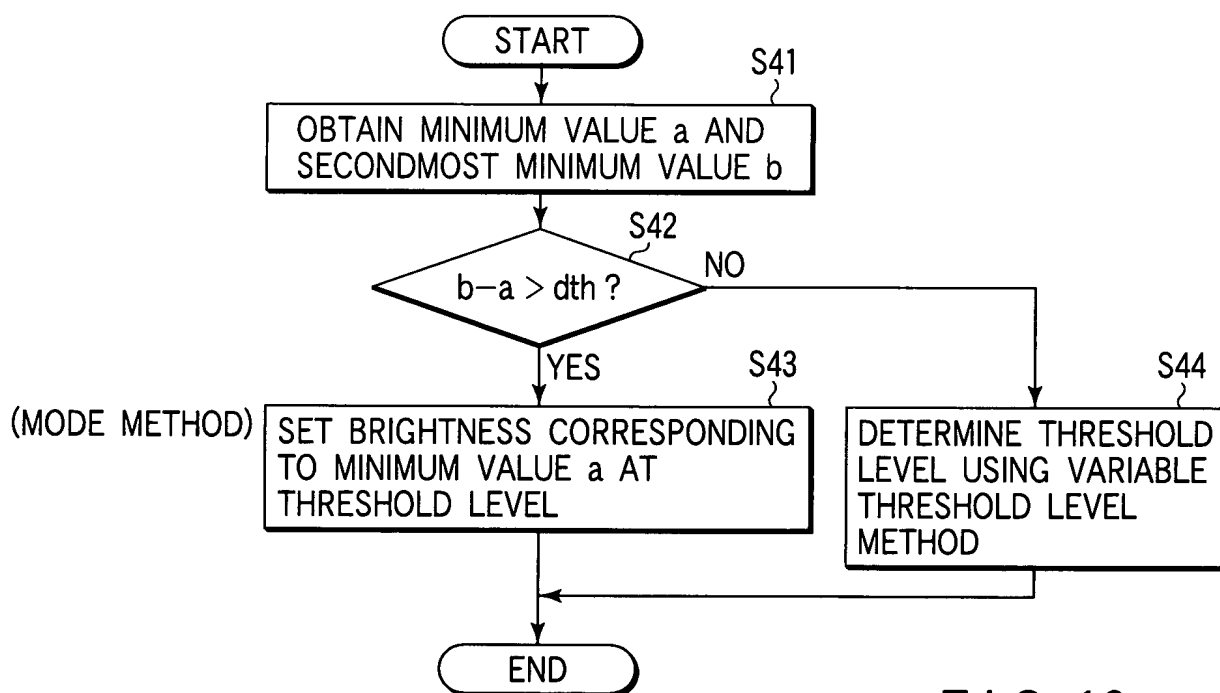 START
S41
OBTAIN MINIMUM VALUE a AND
SECONDMOST MINIMUM VALUE b
S42
b−a > dth ?
NO
YES
S43
(MODE METHOD)
SET BRIGHTNESS CORRESPONDING
TO MINIMUM VALUE a AT
THRESHOLD LEVEL
S44
DETERMINE THRESHOLD
LEVEL USING VARIABLE
THRESHOLD LEVEL
METHOD
END